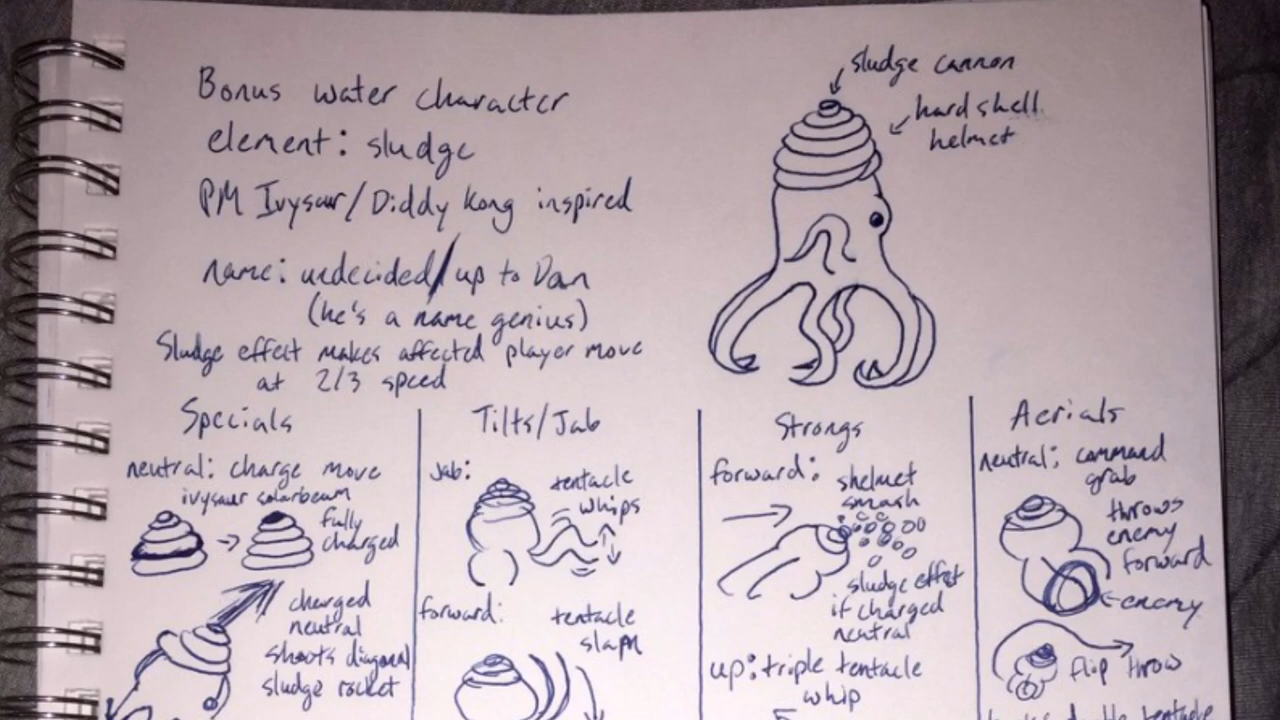 Bonus water character
element: sludge
PM Ivysaur/Diddy Kong inspired
name: undecided/up to Dan
(he's a name genius)
Sludge effect makes affected player move
at 2/3 speed
sludge cannon
hard shell
helmet
Specials
neutral: charge move
ivysaur solarbeam
fully
charged
charged
neutral
shoots diagonal
sludge rocket
Tilts/Jab
Jab:
tentacle
whips
forward:
tentacle
slap
Strongs
forward: shelmet
smash
sludge effect
if charged
neutral
up: triple tentacle
whip
Aerials
neutral: command
grab
throws
enemy
forward
enemy
flip throw
double tentacle